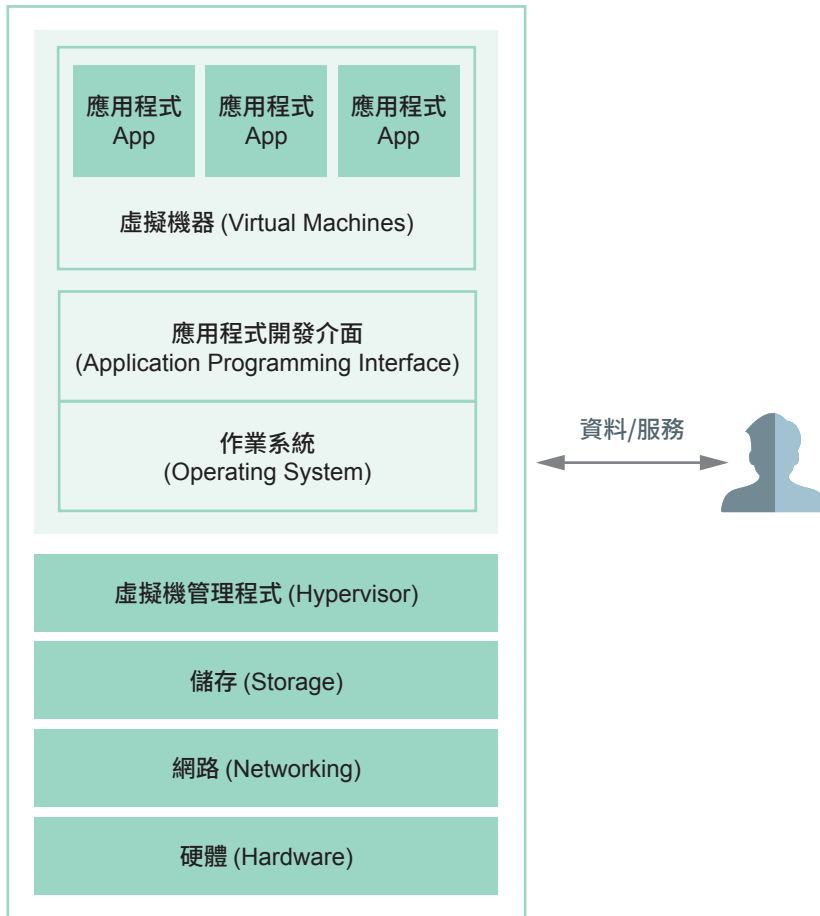 應用程式 應用程式 應用程式
App App App
虛擬機器 (Virtual Machines)
應用程式開發介面
(Application Programming Interface)
作業系統
(Operating System)
資料/服務
虛擬機管理程式 (Hypervisor)
儲存 (Storage)
網路 (Networking)
硬體 (Hardware)